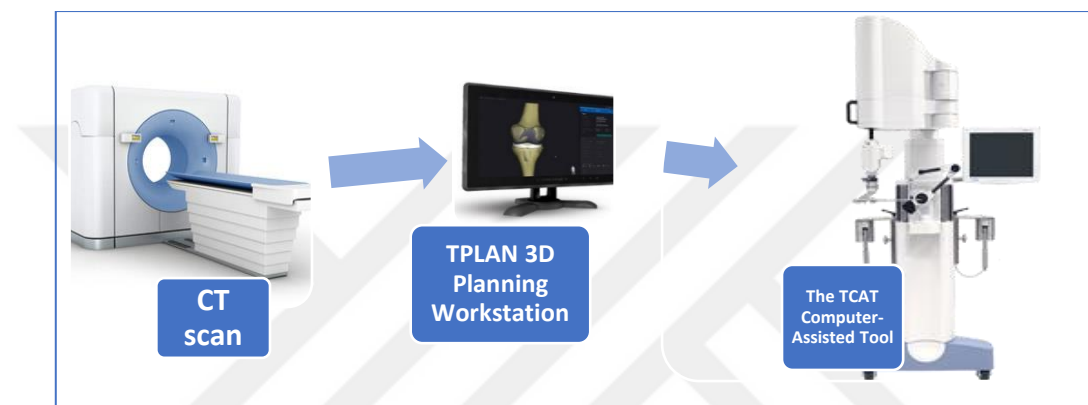 CT
scan
TPLAN 3D
Planning
Workstation
The TCAT
Computer-
Assisted Tool